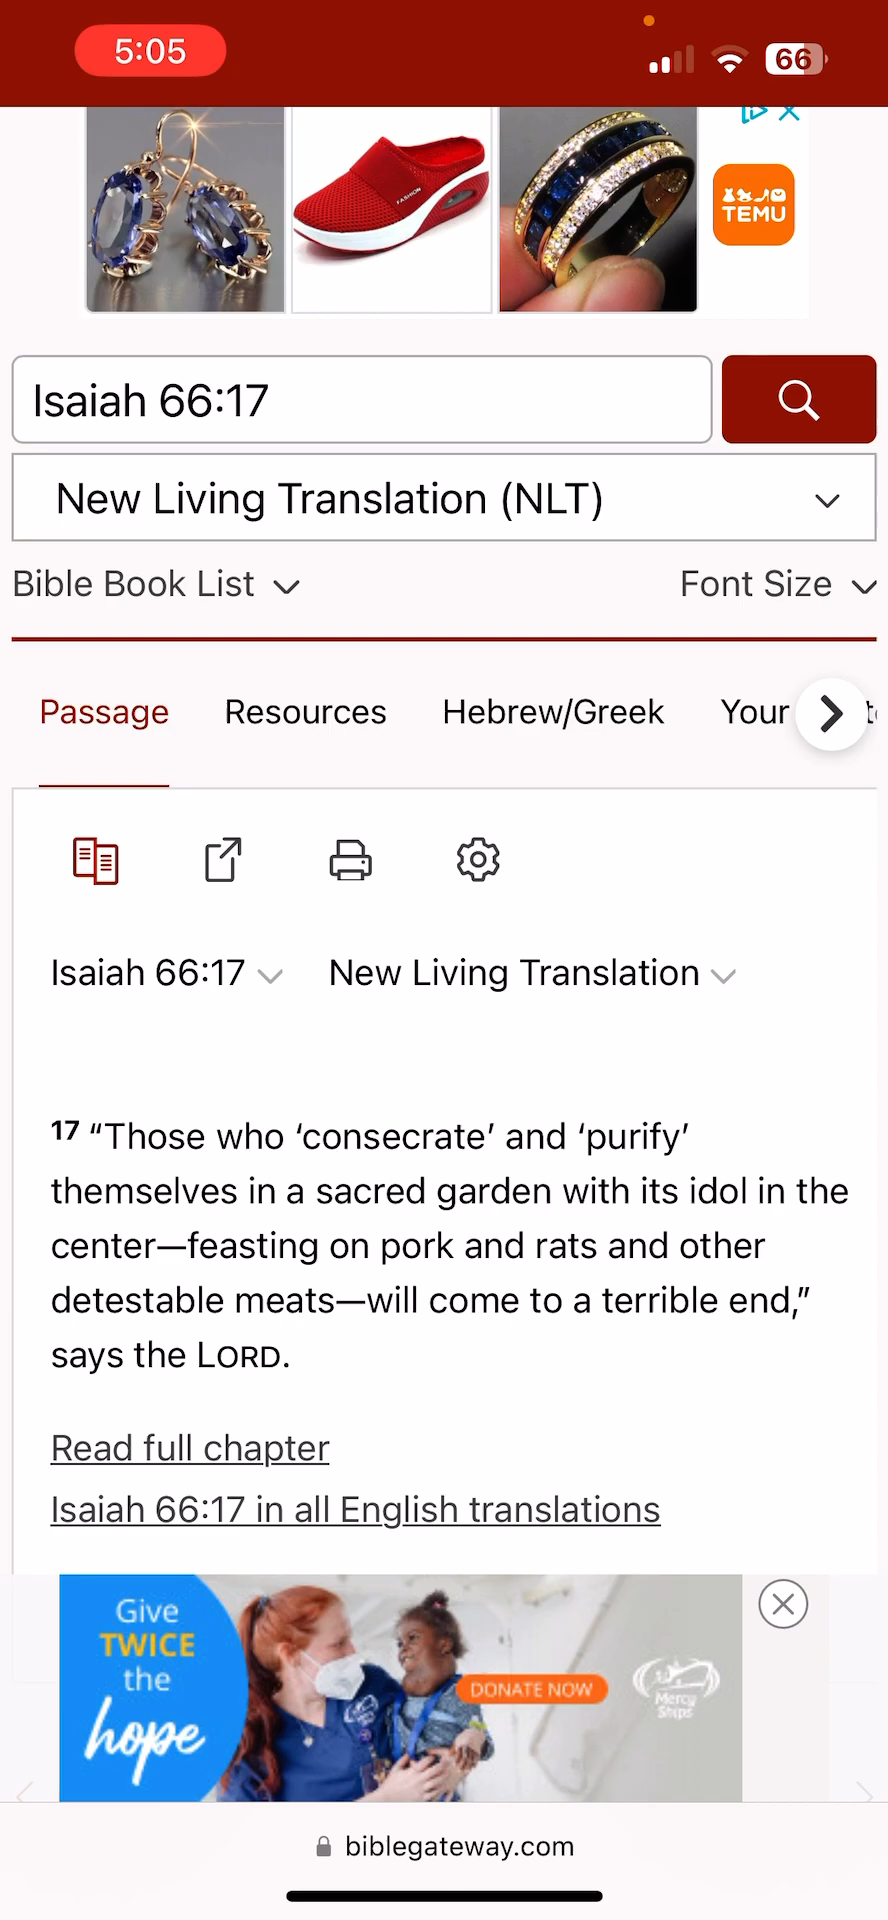 5:05
66
FASHION
TEMU
Isaiah 66:17
New Living Translation (NLT)
Bible Book List
Font Size
Passage
Resources
Hebrew/Greek
Your
Isaiah 66:17
New Living Translation
17 “Those who ‘consecrate’ and ‘purify’
themselves in a sacred garden with its idol in the
center—feasting on pork and rats and other
detestable meats—will come to a terrible end,”
says the LORD.
Read full chapter
Isaiah 66:17 in all English translations
Give
TWICE
the
hope
DONATE NOW
Mercy
Ships
biblegateway.com